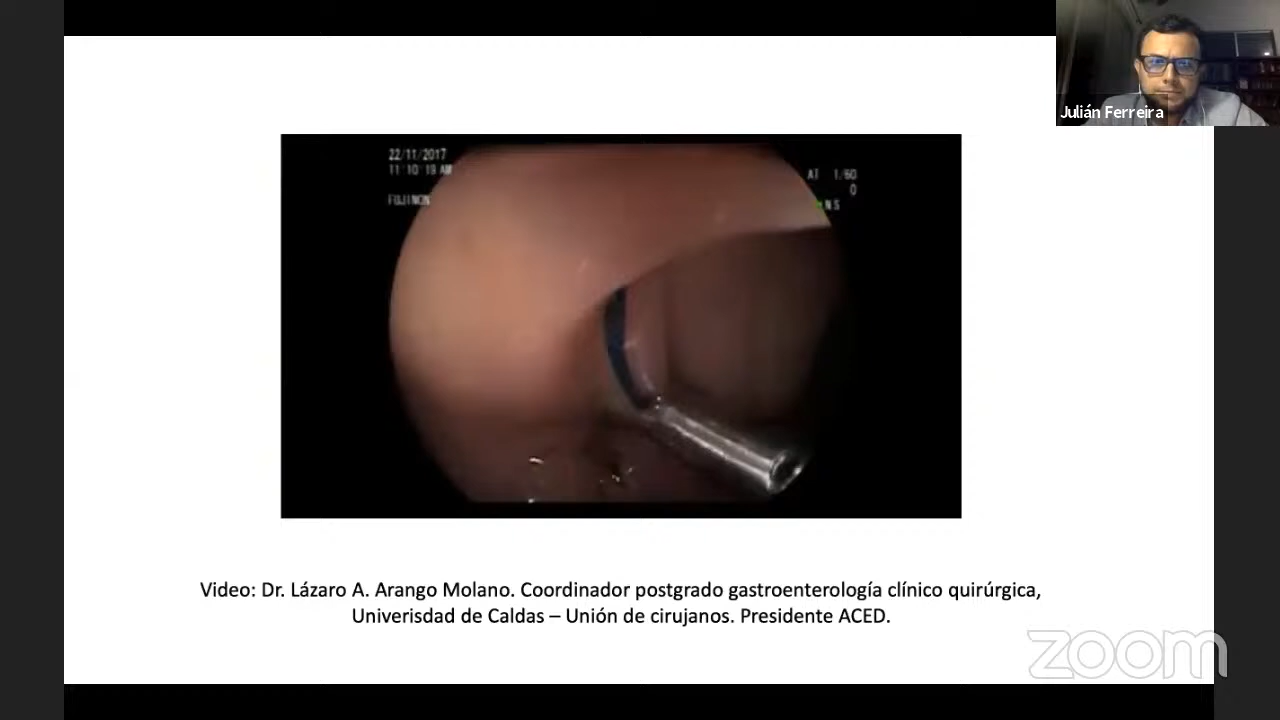 Julián Ferreira
22/11/2017
11:10:19 AM
FUJINON
AT 1/60
0
NS
Video: Dr. Lázaro A. Arango Molano. Coordinador postgrado gastroenterología clínico quirúrgica,
Univerisdad de Caldas – Unión de cirujanos. Presidente ACED.
zoom